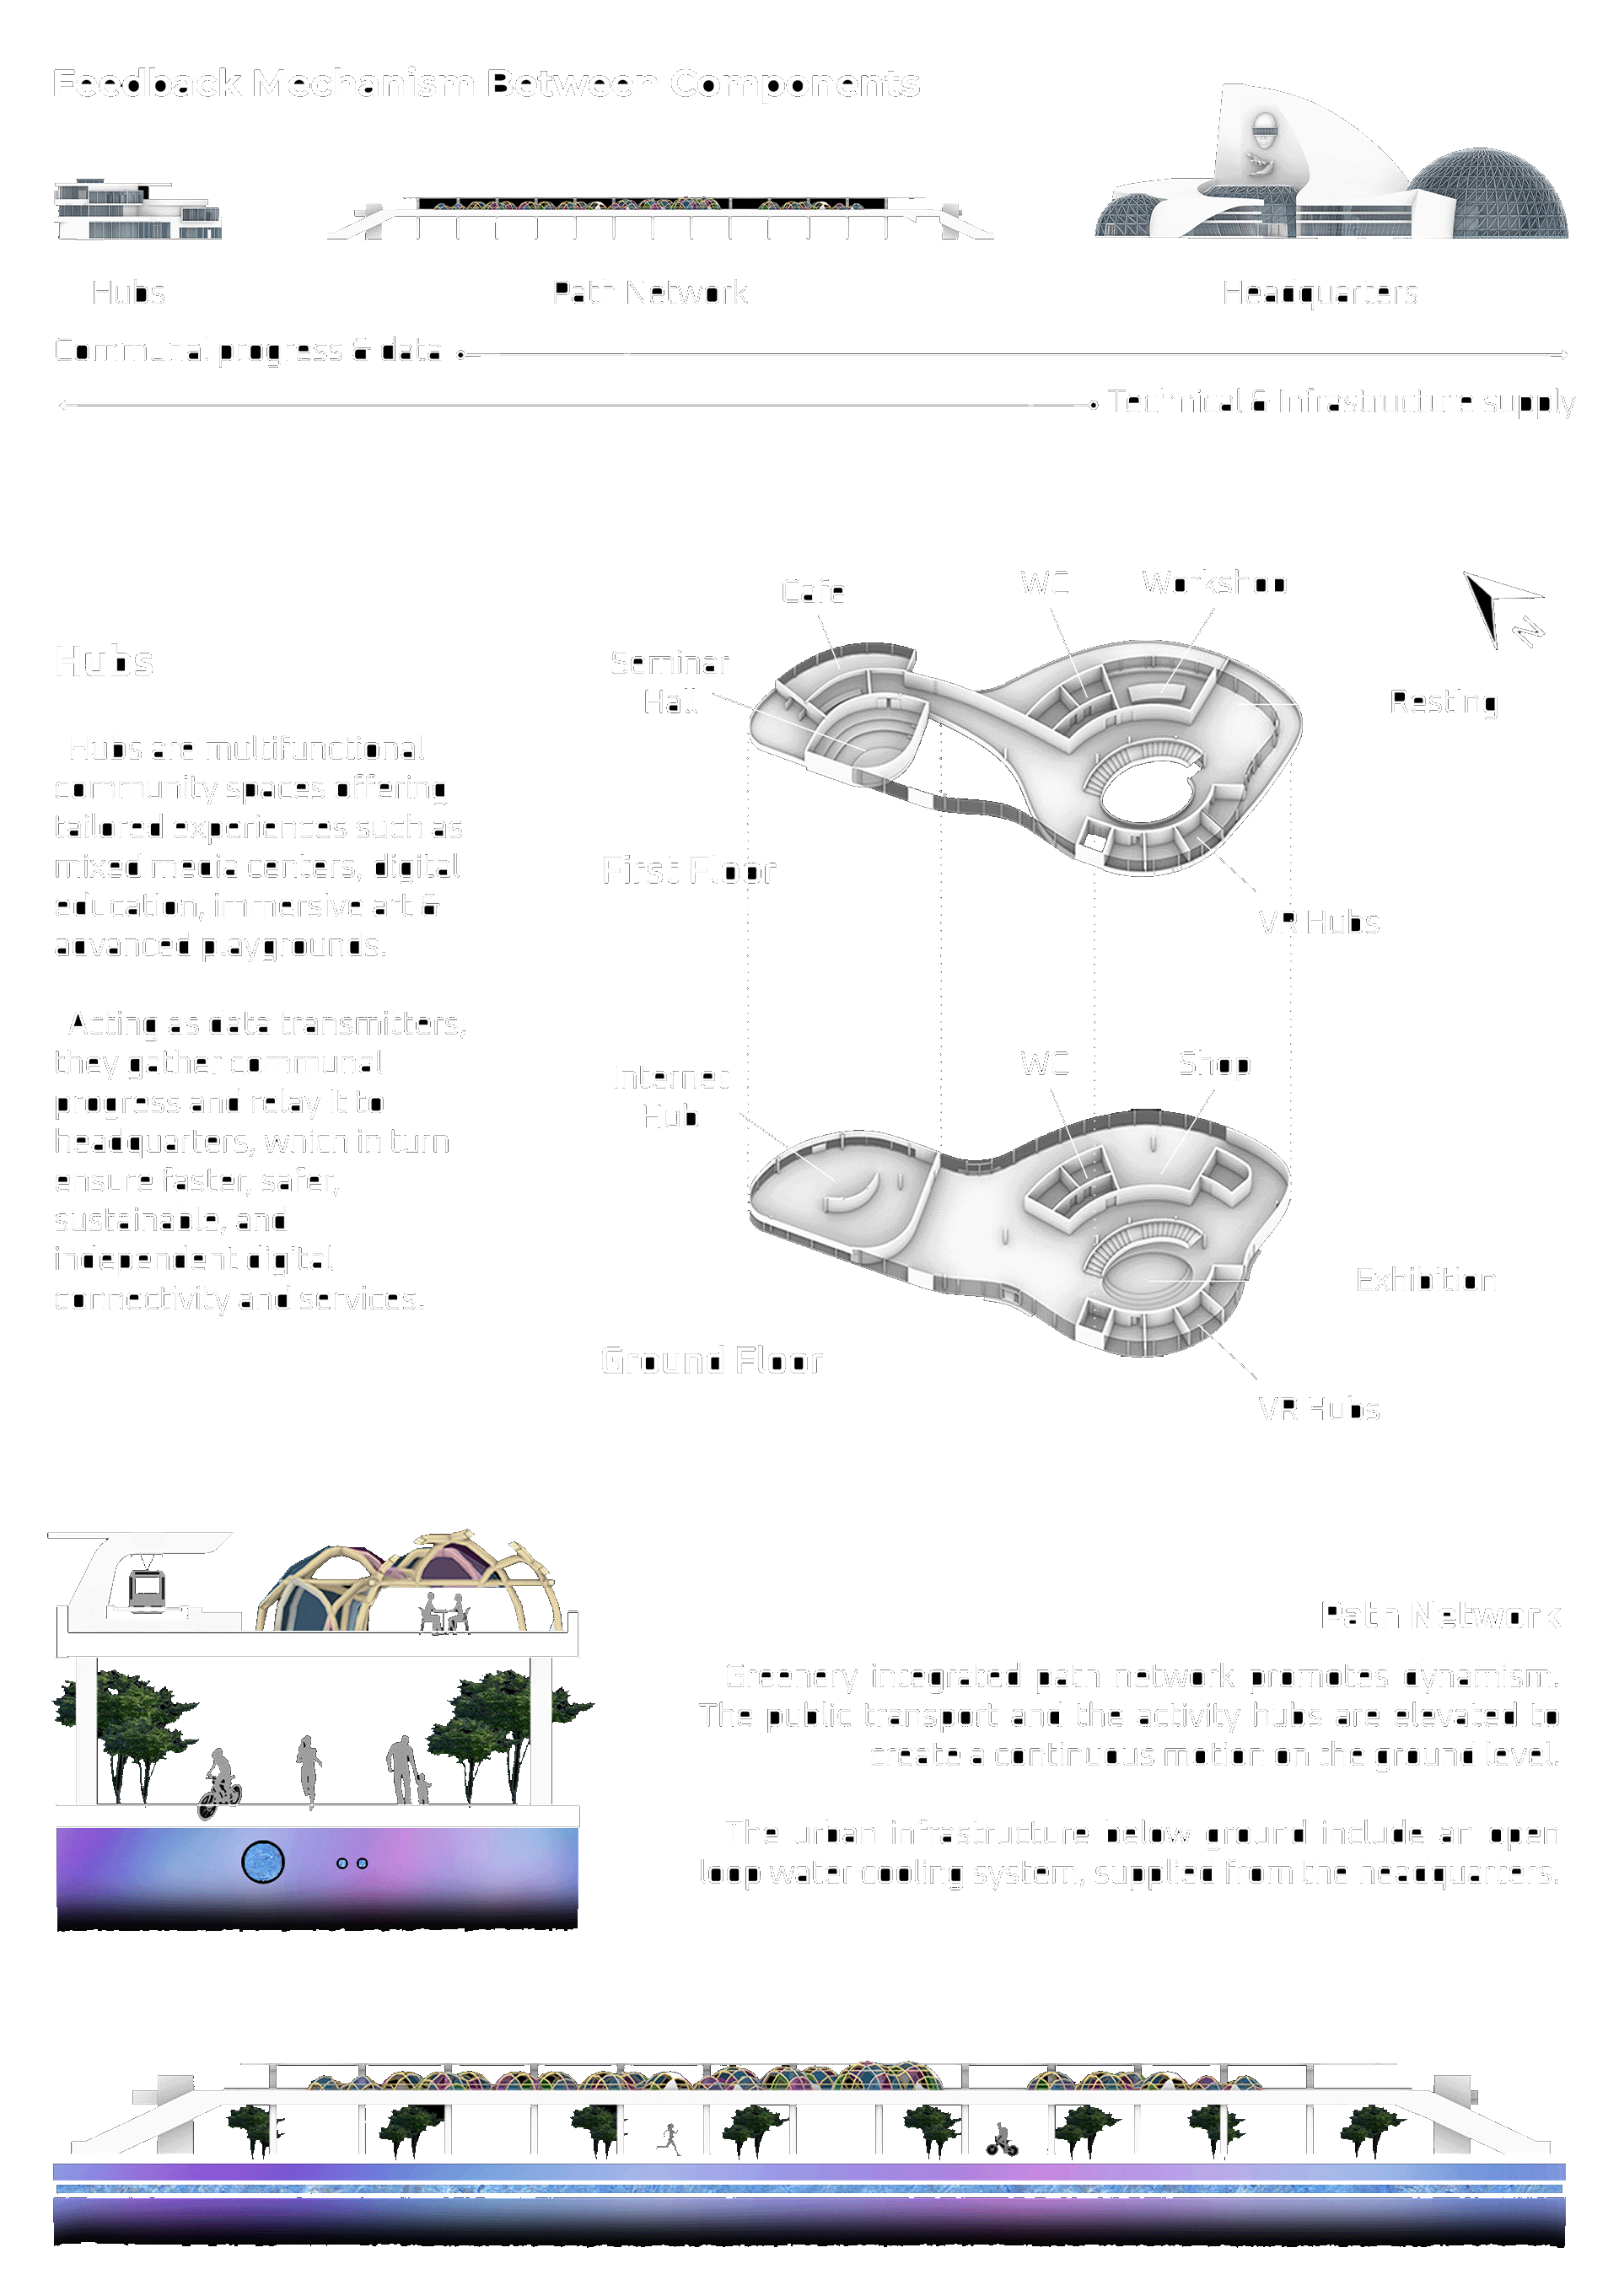 Feedback Mechanism Between Components
Hubs
Path Network
Headquarters
Communal progress & data
Technical & Infrastructure supply
Cafe
WC
Workshop
N
Seminar
Hall
Resting
First Floor
VR Hubs
Hubs
Hubs are multifunctional
community spaces offering
tailored experiences such as
mixed media centers, digital
education, immersive art &
advanced playgrounds.
Acting as data transmitters,
they gather communal
progress and relay it to
headquarters, which in turn
ensure faster, safer,
sustainable, and
independent digital
connectivity and services.
Internet
Hub
WC
Shop
Exhibition
Ground Floor
VR Hubs
Path Network
Greenery integrated path network promotes dynamism.
The public transport and the activity hubs are elevated to
create a continuous motion on the ground level.
The urban infrastructure below ground include an open
loop water cooling system, supplied from the headquarters.